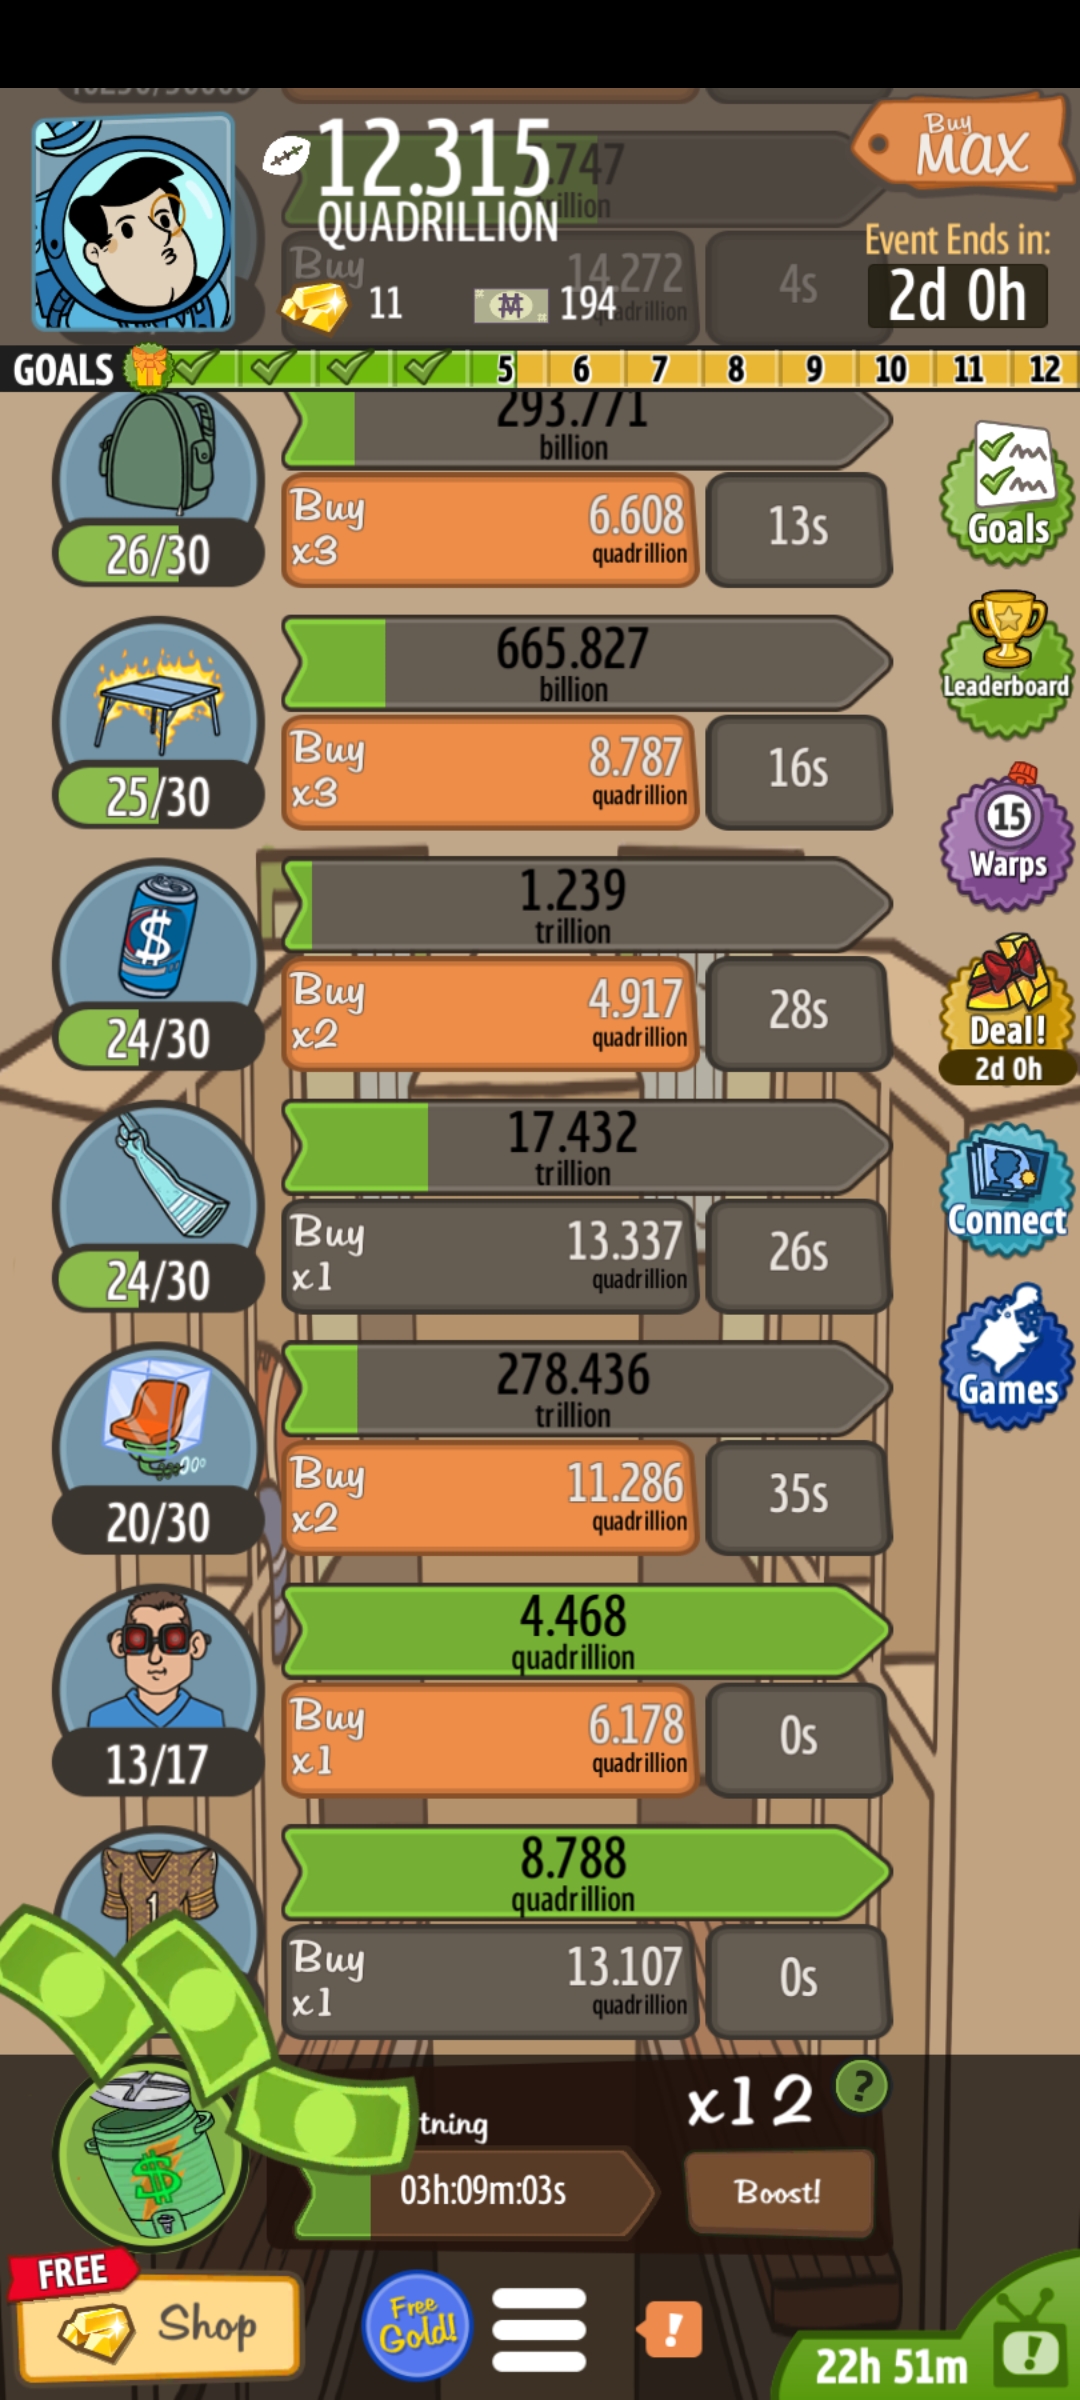 12.315
QUADRILLION
Buy
MAX
Event Ends in:
2d 0h
11
194
Buy
14.272
4s
GOALS
5
6
7
8
9
10
11
12
293.771
billion
26/30
Buy
x3
6.608
quadrillion
13s
Goals
665.827
billion
25/30
Buy
x3
8.787
quadrillion
16s
Leaderboard
15
Warps
1.239
trillion
24/30
Buy
x2
4.917
quadrillion
28s
Deal!
2d 0h
17.432
trillion
24/30
Buy
x1
13.337
quadrillion
26s
Connect
278.436
trillion
20/30
Buy
x2
11.286
quadrillion
35s
Games
4.468
quadrillion
13/17
Buy
x1
6.178
quadrillion
0s
8.788
quadrillion
1
Buy
x1
13.107
quadrillion
0s
tning
x12
?
03h:09m:03s
Boost!
FREE
Shop
Free
Gold!
!
22h 51m
!